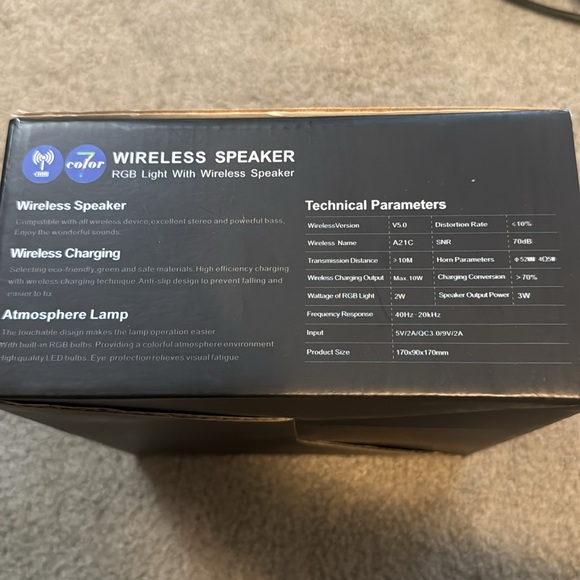 7
color
WIRELESS SPEAKER
RGB Light With Wireless Speaker
Wireless Speaker
Compatible with all wireless device,excellent stereo and powerful bass,
Enjoy the wonderful sounds.
Wireless Charging
Selecting eco-friendly,green and safe materials. High efficiency charging
with wireless charging technique. Anti-slip design to prevent falling and
easier to fix
Atmosphere Lamp
The touchable design makes the lamp operation easier
With built-in RGB bulbs. Providing a colorful atmosphere environment.
High quality LED bulbs. Eye-protection relieves visual fatigue
Technical Parameters
WirelessVersion V5.0 Distortion Rate ≤10%
Wireless Name A21C SNR 70dB
Transmission Distance ≥10M Horn Parameters
Wireless Charging Output Max.10W Charging Conversion >70%
Wattage of RGB Light 2W Speaker Output Power 3W
Frequency Response 40Hz-20kHz
Input 5V/2A/QC3.0/9V/2A
Product Size 170x90x170mm